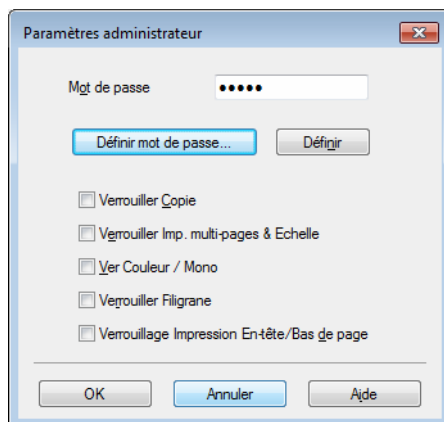 Paramètres administrateur
Mot de passe •••••
Définir mot de passe... Définir
Verrouiller Copie
Verrouiller Imp. multi-pages & Echelle
Ver Couleur / Mono
Verrouiller Filigrane
Verrouillage Impression En-tête/Bas de page
OK Annuler Aide